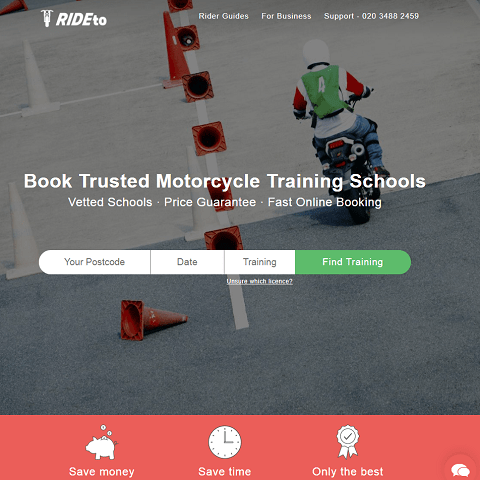 RIDEto
Rider Guides For Business Support - 020 3488 2459
A
Book Trusted Motorcycle Training Schools
Vetted Schools · Price Guarantee · Fast Online Booking
Your Postcode Date Training Find Training
Unsure which licence?
Save money Save time Only the best